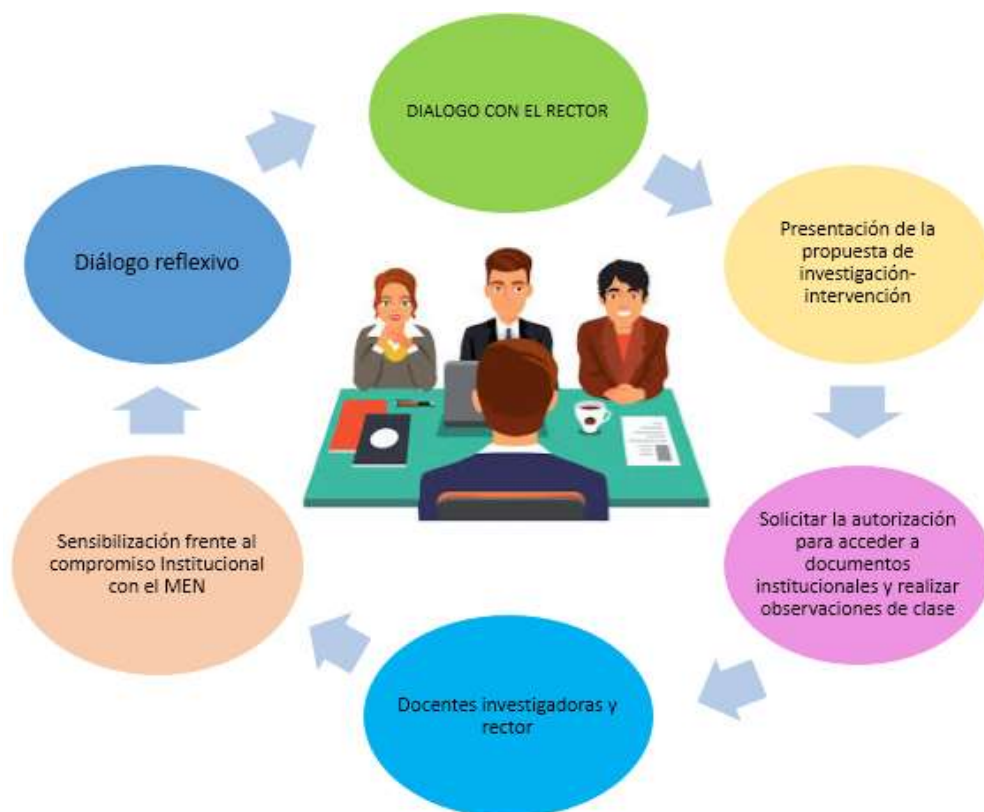 DIALOGO CON EL RECTOR
Presentación de la
propuesta de
investigación-
intervención
Solicitar la autorización
para acceder a
documentos
institucionales y realizar
observaciones de clase
Docentes investigadoras y
rector
Sensibilización frente al
compromiso Institucional
con el MEN
Diálogo reflexivo